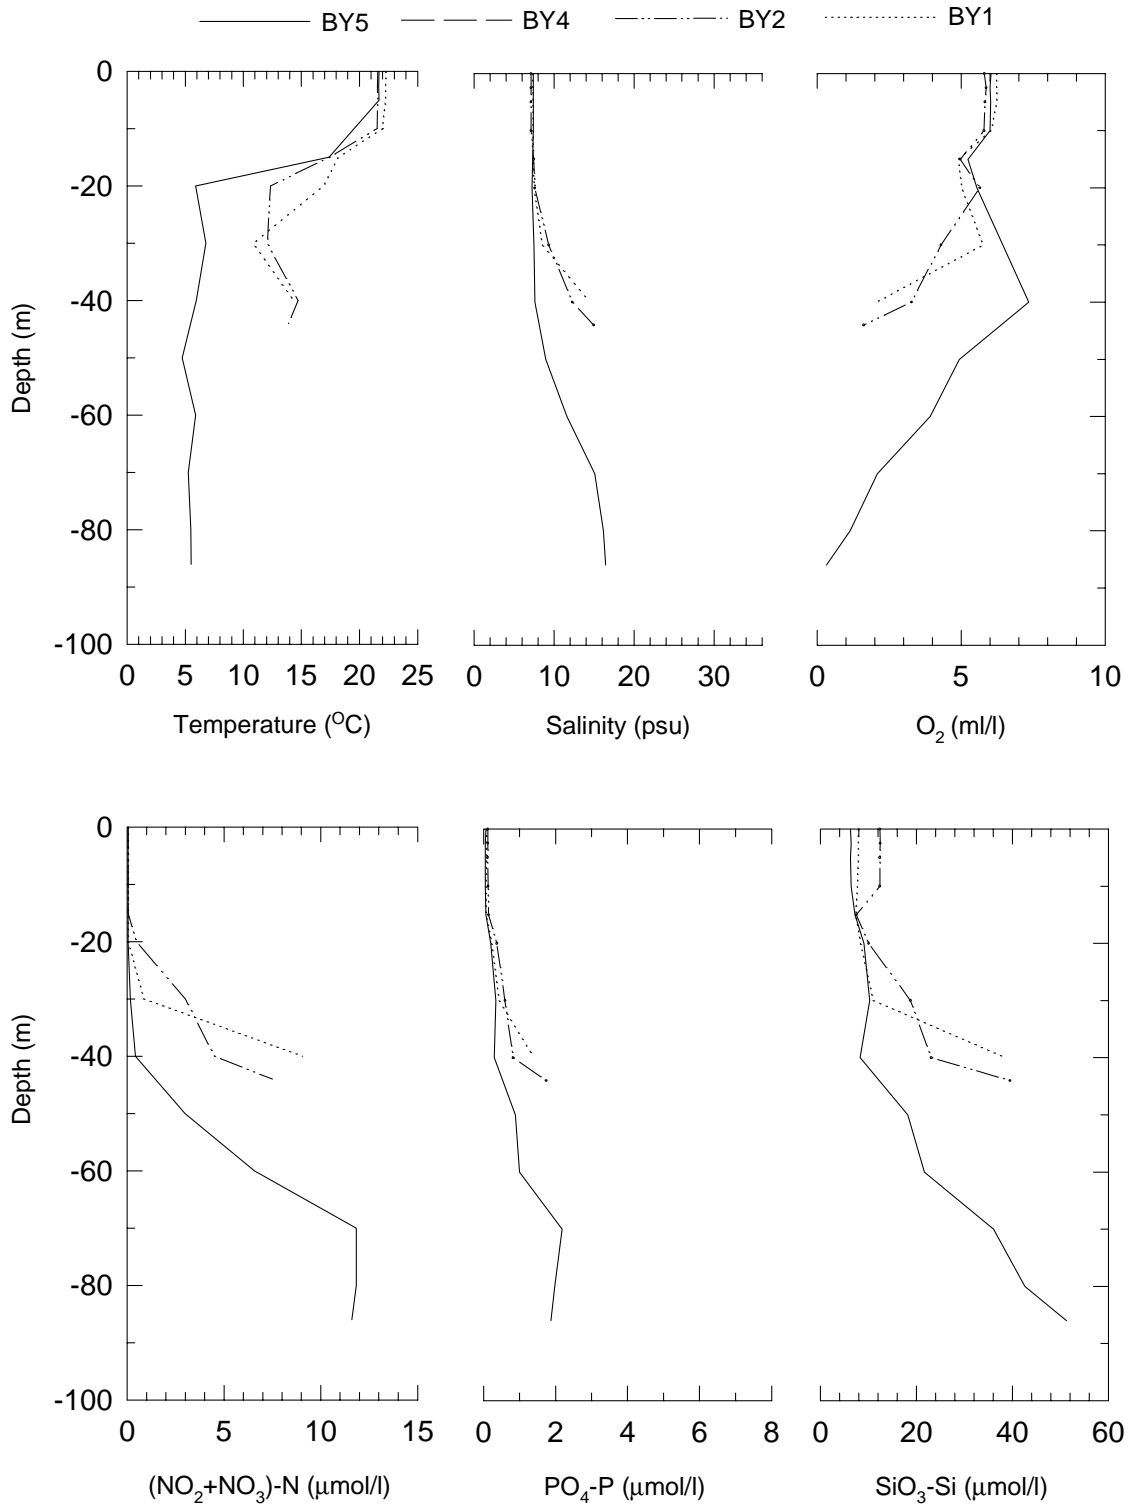 BY5 BY4 BY2 BY1
0
-20
-40
-60
-80
-100
Depth (m)
0 5 10 15 20 25
Temperature (OC)
0 10 20 30
Salinity (psu)
0 5 10
O2 (ml/l)
0
-20
-40
-60
-80
-100
Depth (m)
0 5 10 15
(NO2+NO3)-N (μmol/l)
0 2 4 6 8
PO4-P (μmol/l)
0 20 40 60
SiO3-Si (μmol/l)